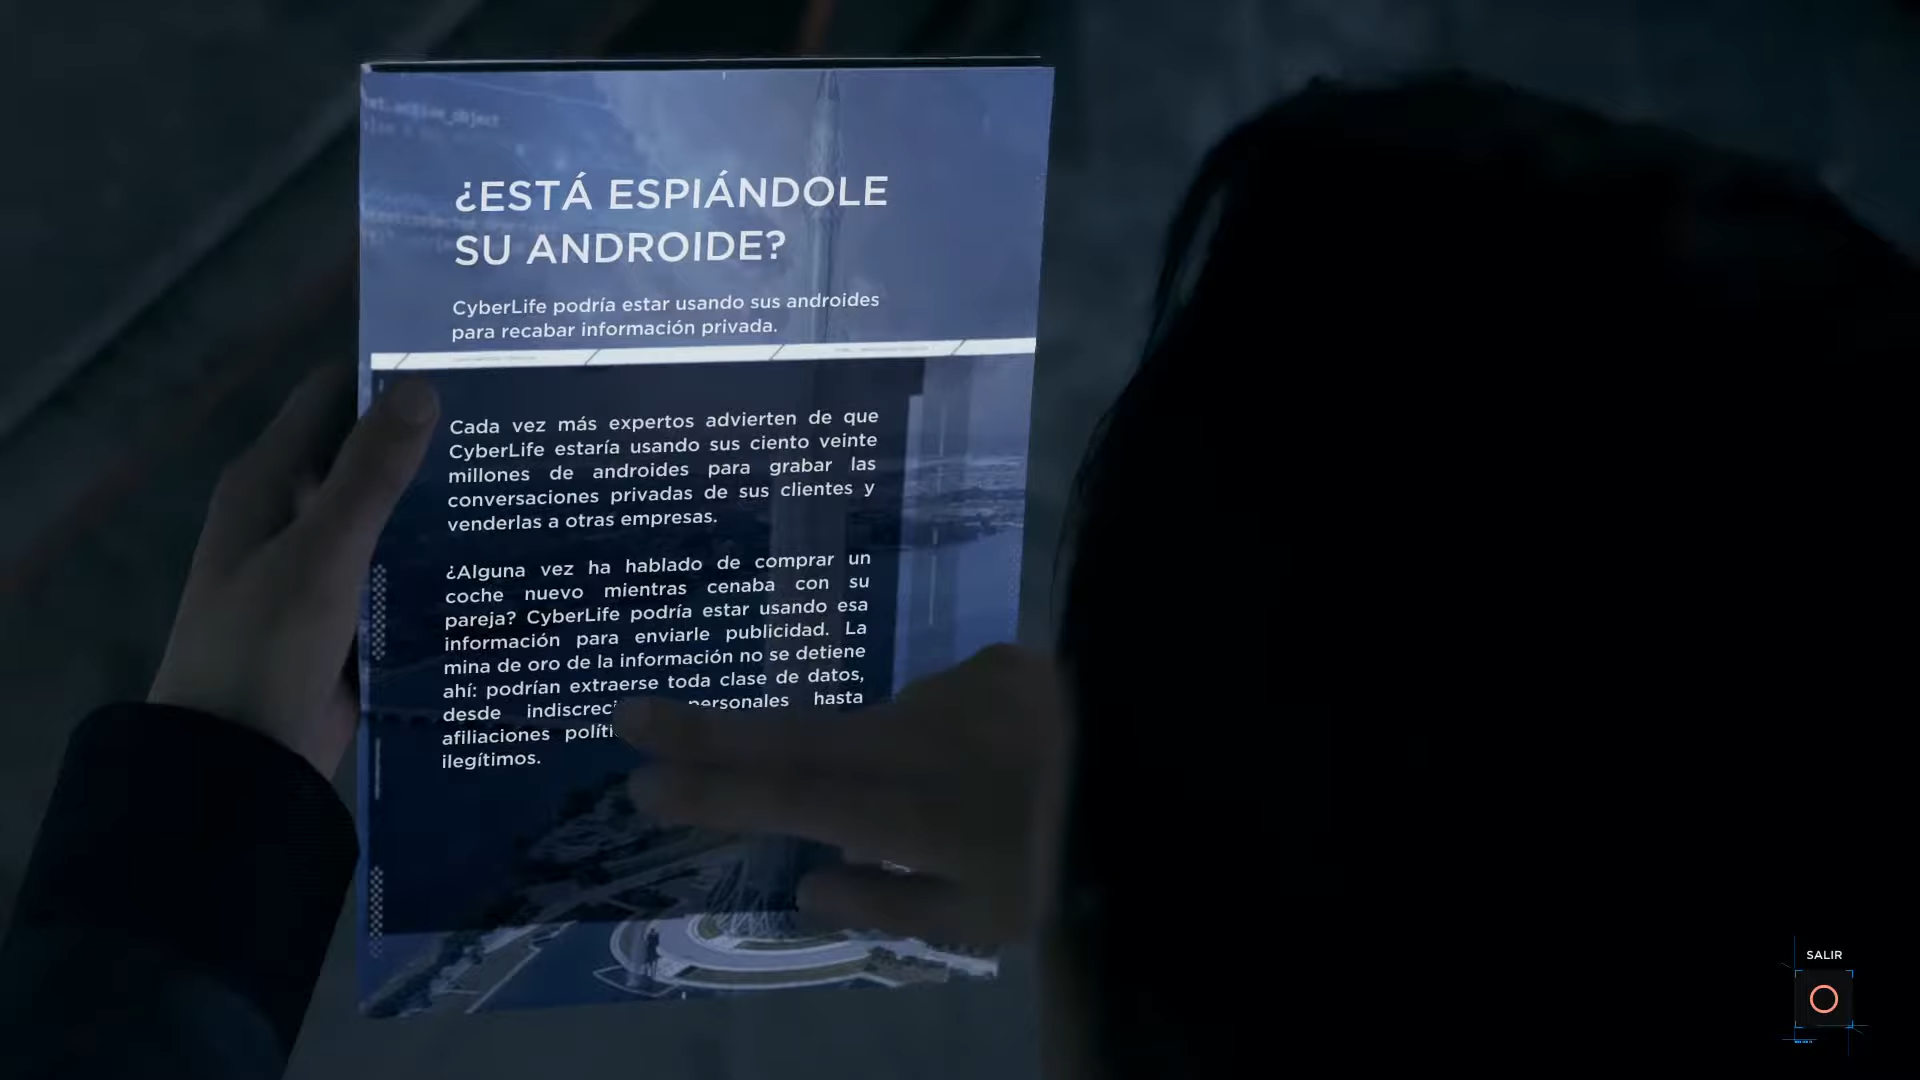 ¿ESTÁ ESPIÁNDOLE
SU ANDROIDE?
CyberLife podría estar usando sus androides
para recabar información privada.
Cada vez más expertos advierten de que
CyberLife estaría usando sus ciento veinte
millones de androides para grabar las
conversaciones privadas de sus clientes y
venderlas a otras empresas.
¿Alguna vez ha hablado de comprar un
coche nuevo mientras cenaba con su
pareja? CyberLife podría estar usando esa
información para enviarle publicidad. La
mina de oro de la información no se detiene
ahí: podrían extraerse toda clase de datos,
desde personales hasta
afiliaciones
ilegítimos.
SALIR